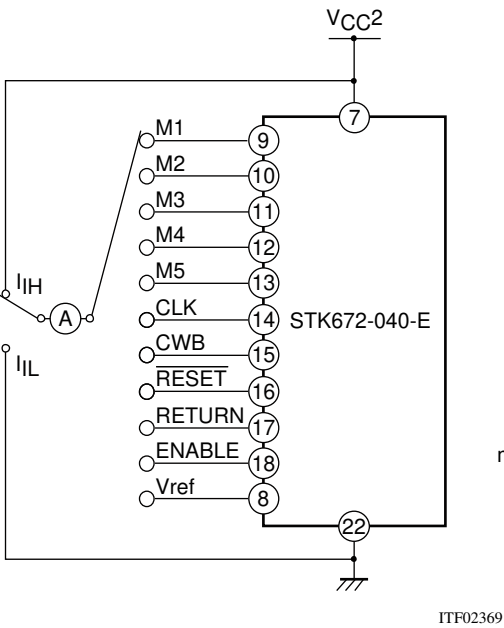 VCC2
7
M1
9
M2
10
M3
11
M4
12
M5
13
IIH
A
CLK
14
STK672-040-E
CWB
15
IIL
RESET
16
RETURN
17
ENABLE
18
Vref
8
22
ITF02369